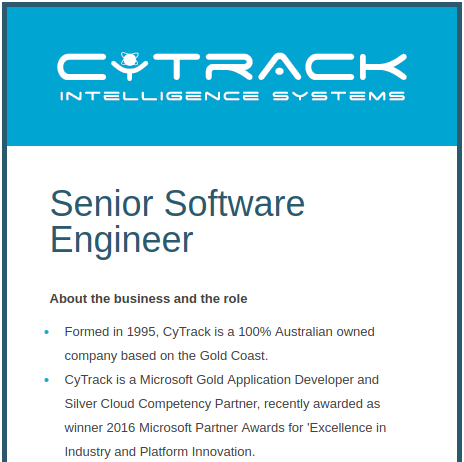 CYTRACK
INTELLIGENCE SYSTEMS
Senior Software
Engineer
About the business and the role
• Formed in 1995, CyTrack is a 100% Australian owned
company based on the Gold Coast.
• CyTrack is a Microsoft Gold Application Developer and
Silver Cloud Competency Partner, recently awarded as
winner 2016 Microsoft Partner Awards for 'Excellence in
Industry and Platform Innovation.